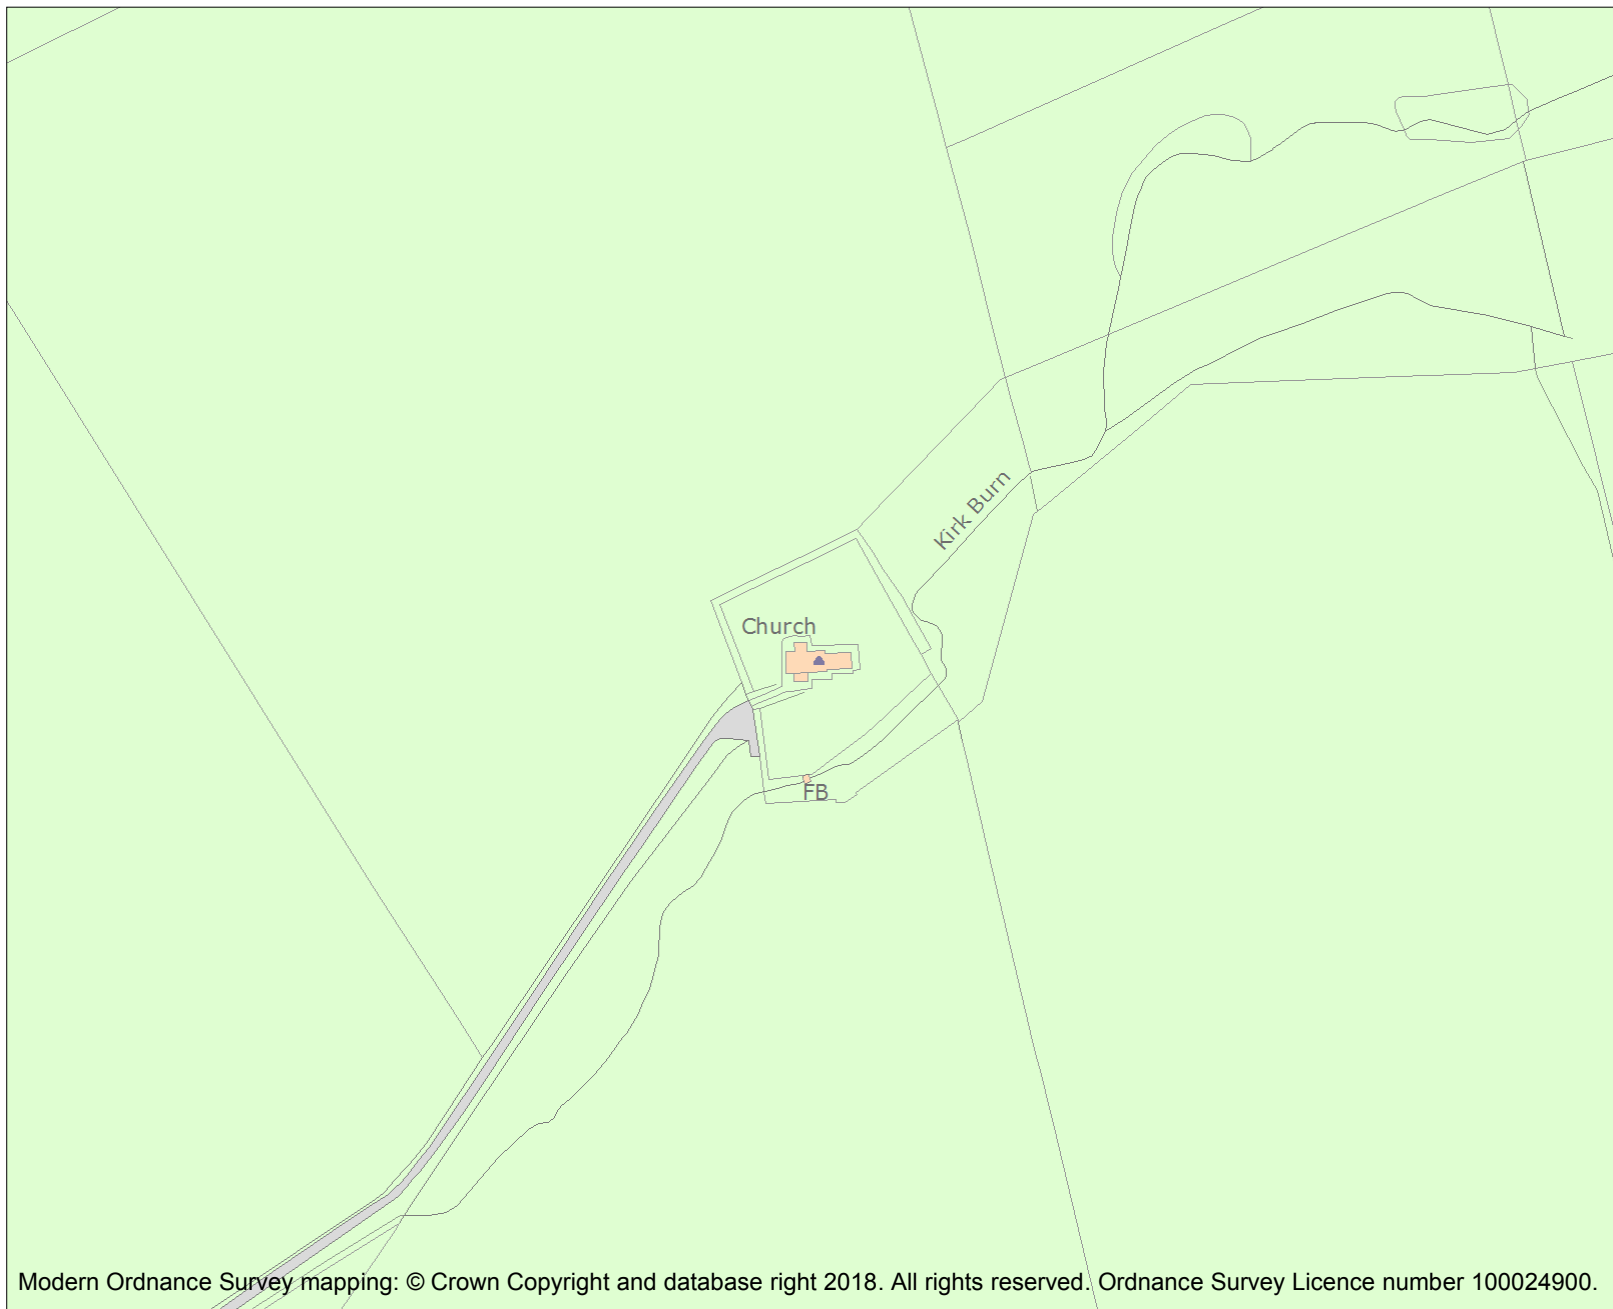 Kirk Burn
Church
FB
Modern Ordnance Survey mapping: © Crown Copyright and database right 2018. All rights reserved. Ordnance Survey Licence number 100024900.